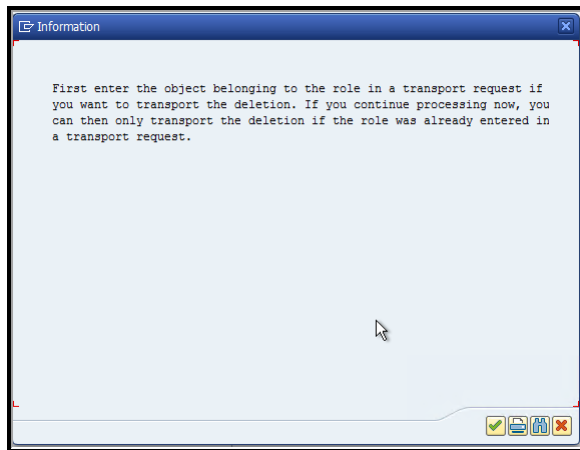 Information
First enter the object belonging to the role in a transport request if
you want to transport the deletion. If you continue processing now, you
can then only transport the deletion if the role was already entered in
a transport request.